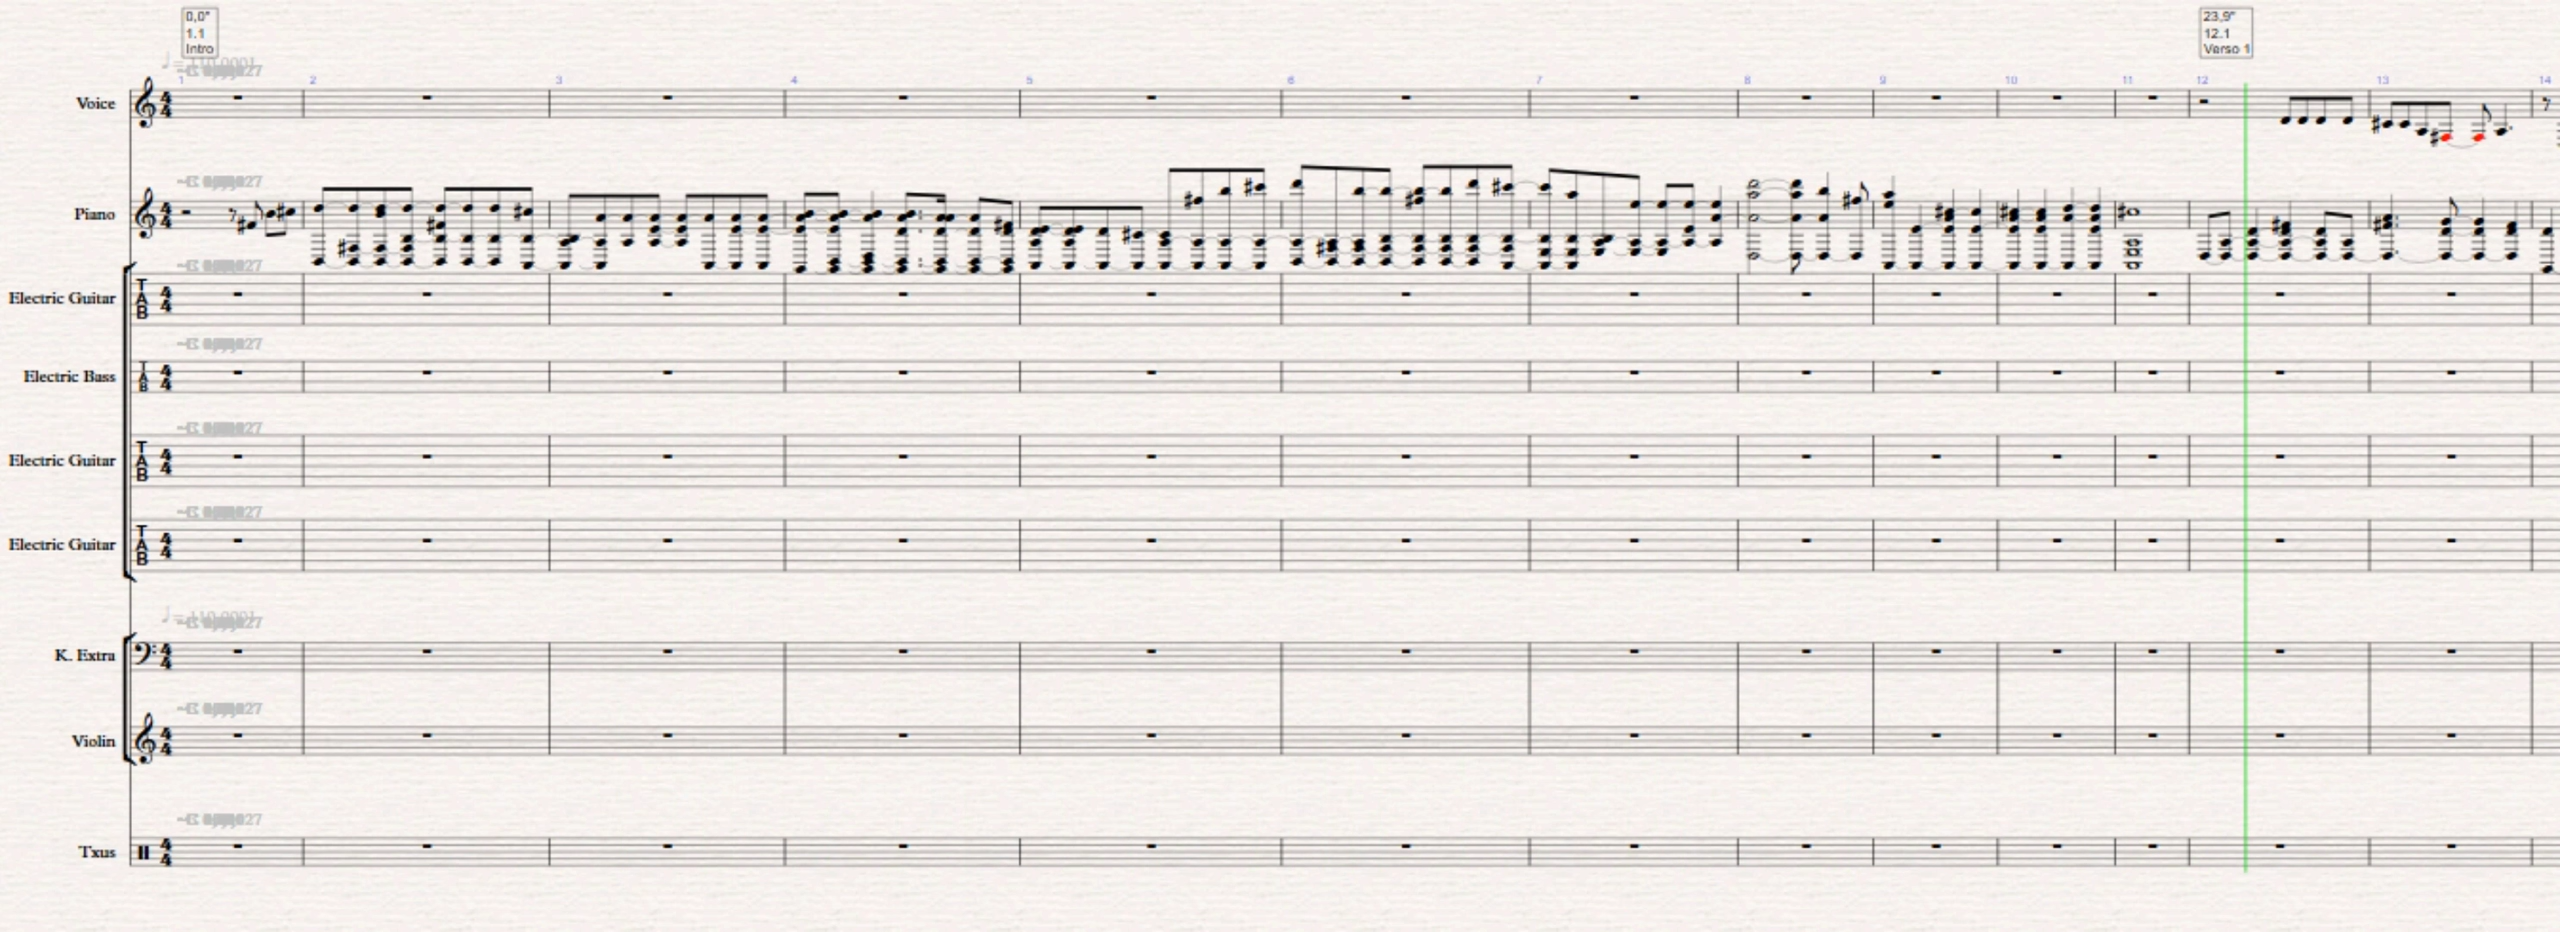 0,0"
1.1
Intro
23,9"
12.1
Verso 1
1 2 3 4 5 6 7 8 9 10 11 12 13 14
Voice
Piano
Electric Guitar
T
A
B
Electric Bass
T
A
B
Electric Guitar
T
A
B
Electric Guitar
T
A
B
K. Extra
Violin
Txus